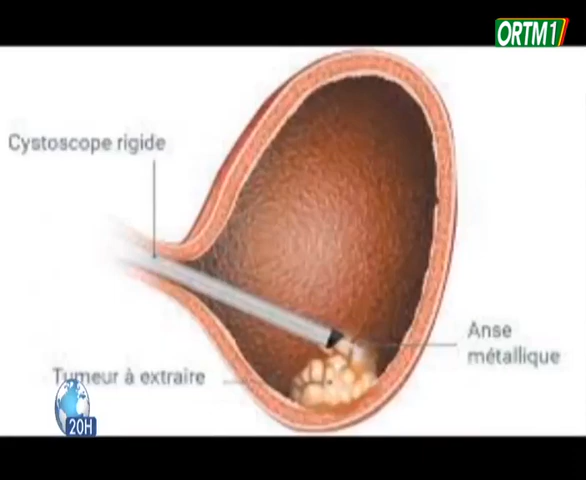 ORTM1
Cystoscope rigide
Anse
métallique
Tumeur à extraire
20H